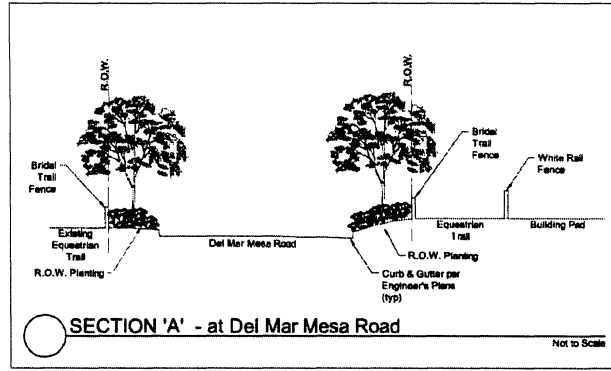 R.O.W.
R.O.W.
Bridal
Trail
Fence
Bridal
Trail
Fence
White Rail
Fence
Existing
Equestrian
Trail
Del Mar Mesa Road
Equestrian
Trail
Building Pad
R.O.W. Planting
R.O.W. Planting
Curb & Gutter per
Engineer's Plans
(typ)
SECTION 'A' - at Del Mar Mesa Road
Not to Scale